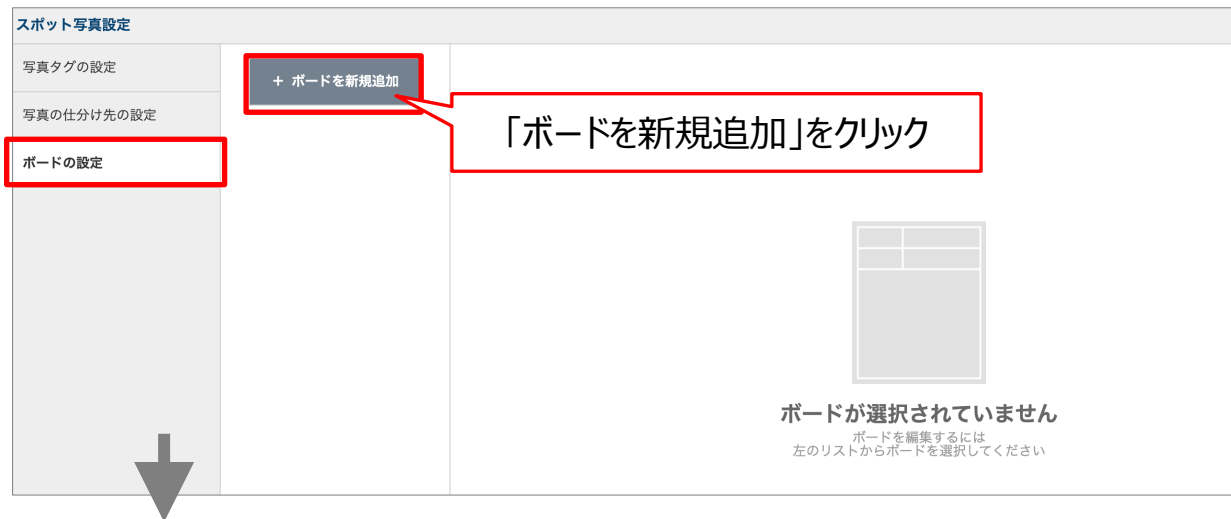 スポット写真設定
写真タグの設定
+ ボードを新規追加
「ボードを新規追加」をクリック
写真の仕分け先の設定
ボードの設定
ボードが選択されていません
ボードを編集するには
左のリストからボードを選択してください